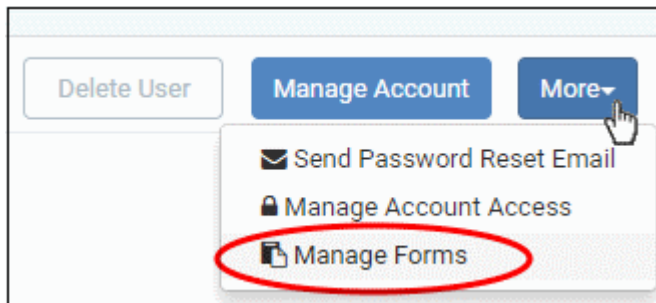 Delete User Manage Account More
Send Password Reset Email
Manage Account Access
Manage Forms